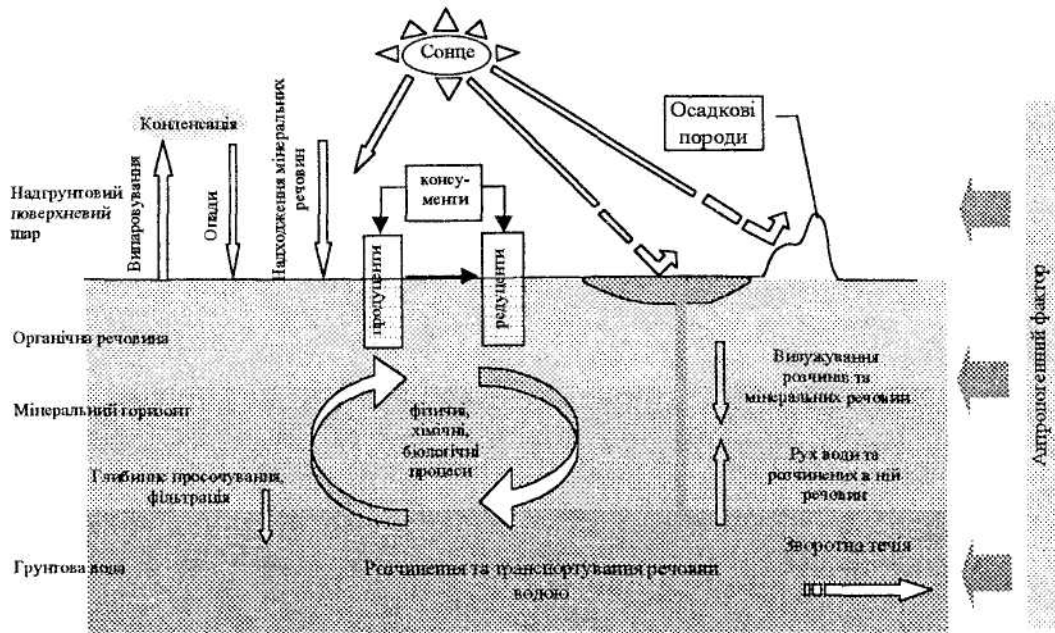 Сонце
Осадкові
породи
Конденсація
Випаровування
Опади
Надходження мінеральних
речовин
Надгрунтовий
поверхневий
шар
консу-
менти
продуценти
редуценти
Органічна речовина
Мінеральний горизонт
фізичні,
хімічні,
біологічні
процеси
Вилужування
розчинів та
мінеральних речовин
Рух води та
розчинених в ній
речовин
Глибинне просочування,
фільтрація
Зворотна течія
Грунтова вода
Розчинення та транспортування речовин
водою
Антропогенний фактор